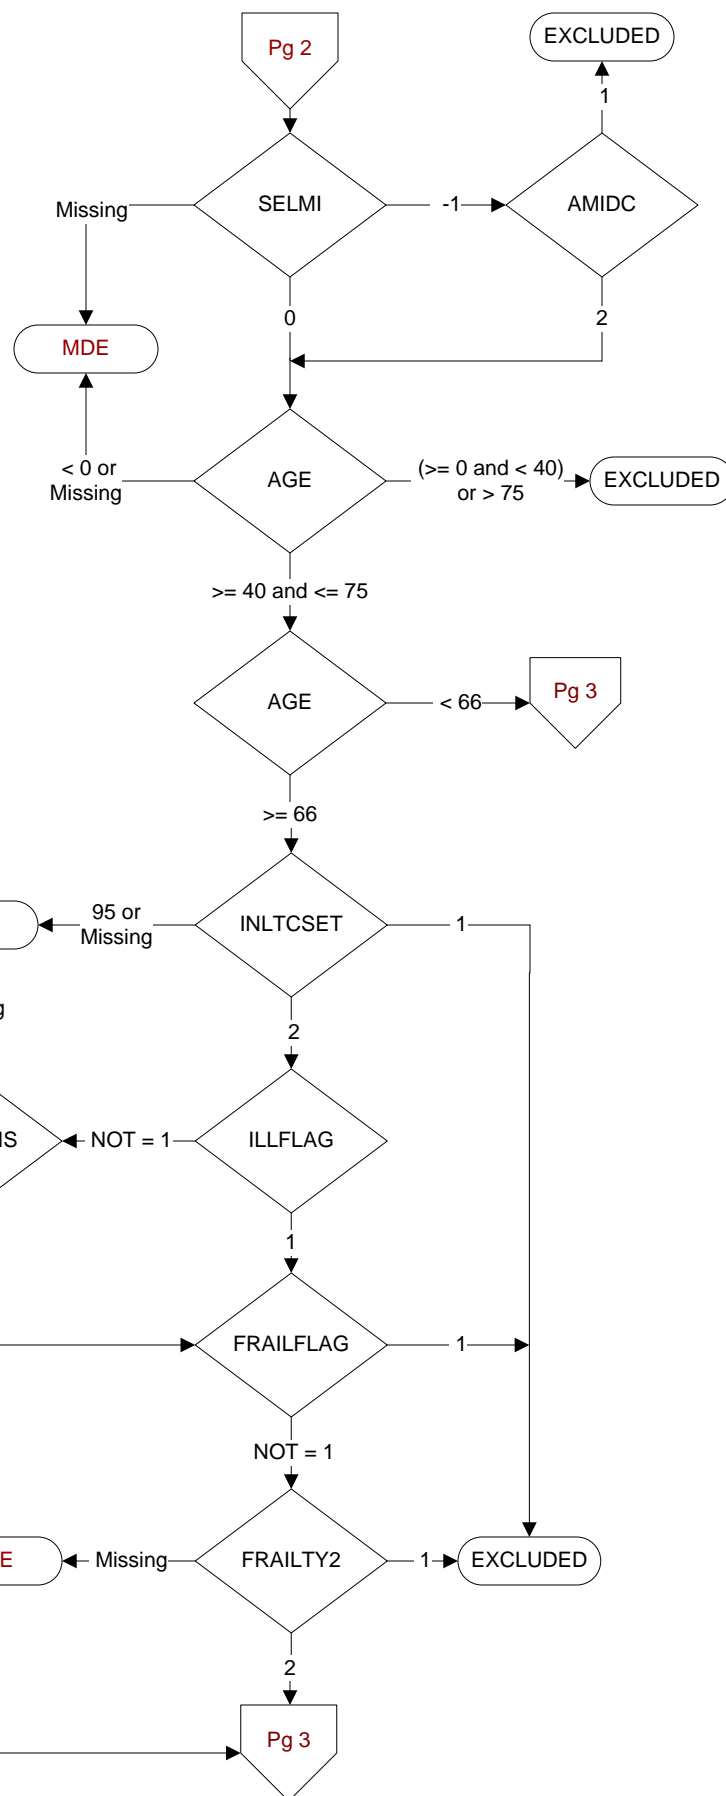 Pg 2
EXCLUDED
1
SELMI
Missing
-1
AMIDC
0
2
MDE
AGE
< 0 or
Missing
(>= 0 and < 40)
or > 75
EXCLUDED
>= 40 and <= 75
AGE
< 66
Pg 3
>= 66
INLTCSET
95 or
Missing
1
g
2
IS
NOT = 1
ILLFLAG
1
FRAILFLAG
1
NOT = 1
E
Missing
FRAILTY2
1
EXCLUDED
2
Pg 3